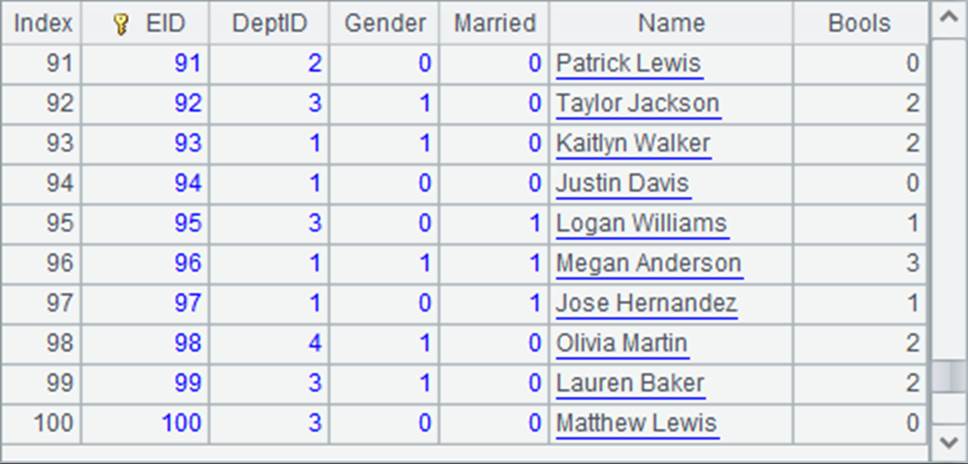 Index EID DeptID Gender Married Name Bools
91 91 2 0 0 Patrick Lewis 0
92 92 3 1 0 Taylor Jackson 2
93 93 1 1 0 Kaitlyn Walker 2
94 94 1 0 0 Justin Davis 0
95 95 3 0 1 Logan Williams 1
96 96 1 1 1 Megan Anderson 3
97 97 1 0 1 Jose Hernandez 1
98 98 4 1 0 Olivia Martin 2
99 99 3 1 0 Lauren Baker 2
100 100 3 0 0 Matthew Lewis 0